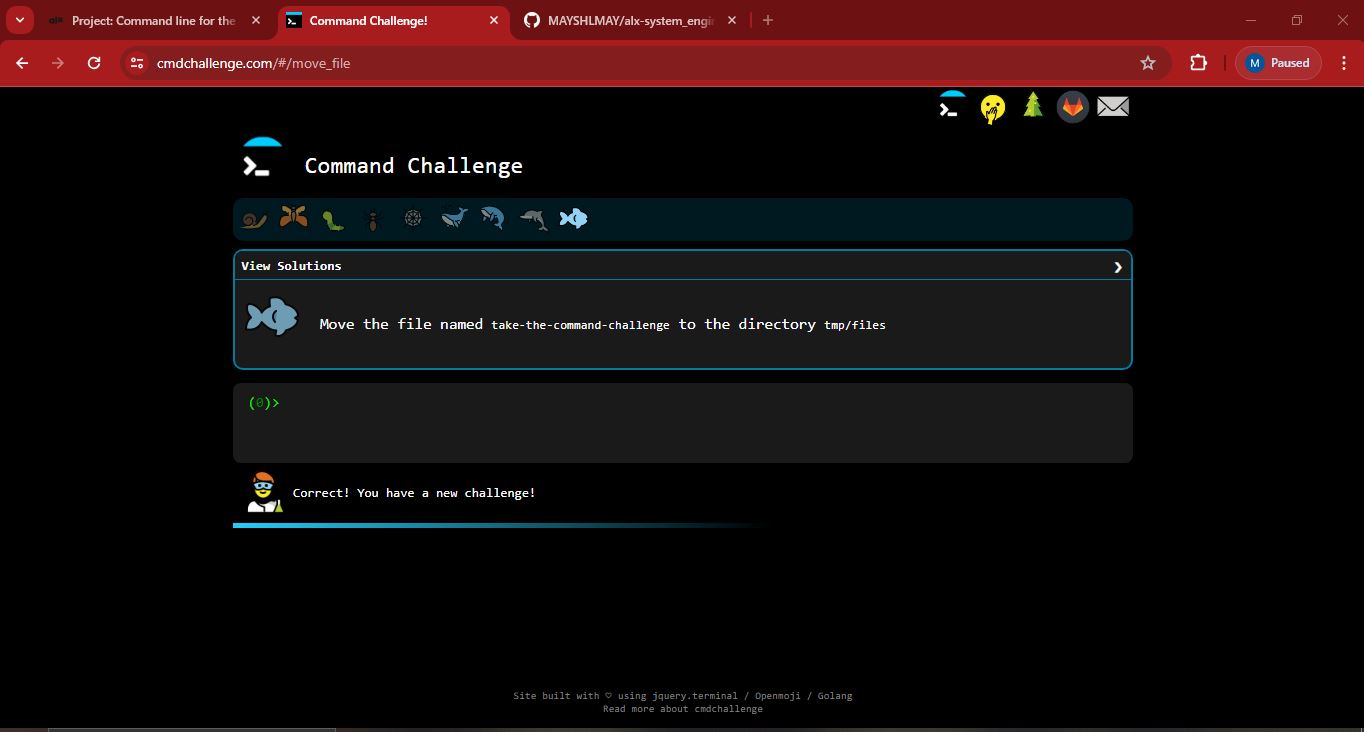 Project: Command line for the
Command Challenge!
MAYSHLMAY/alx-system_engi
cmdchallenge.com/#/move_file
M
Paused
Command Challenge
View Solutions
Move the file named take-the-command-challenge to the directory tmp/files
(0)>
Correct! You have a new challenge!
Site built with ♡ using jquery.terminal / Openmoji / Golang
Read more about cmdchallenge